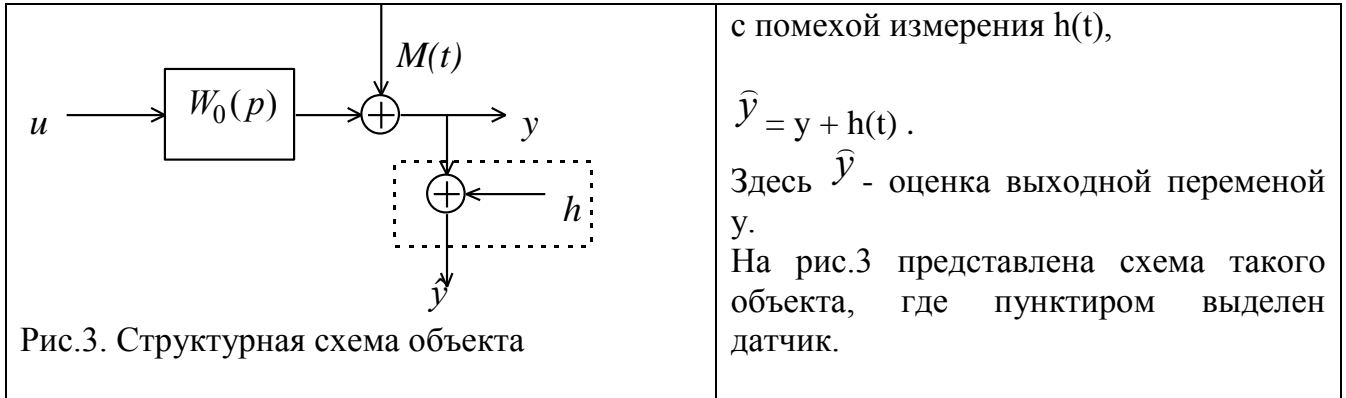 M(t)
W₀(p)
u
y
h
ŷ
Рис.3. Структурная схема объекта
с помехой измерения h(t),
ŷ = y + h(t) .
Здесь ŷ - оценка выходной переменой
y.
На рис.3 представлена схема такого
объекта, где пунктиром выделен
датчик.